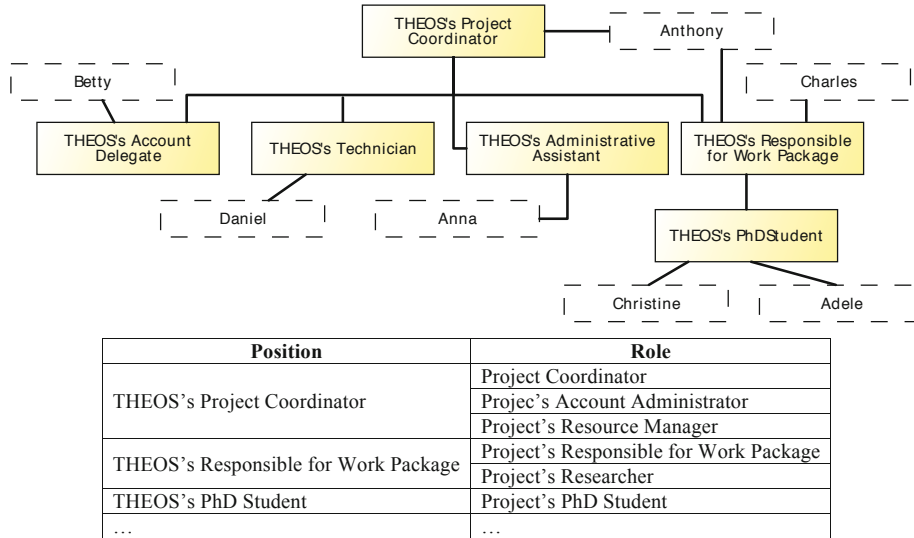 THEOS's Project
Coordinator
Anthony
Betty
Charles
THEOS's Account
Delegate
THEOS's Technician
THEOS's Administrative
Assistant
THEOS's Responsible
for Work Package
Daniel
Anna
THEOS's PhDStudent
Christine
Adele
Position Role
THEOS's Project Coordinator
Project Coordinator
Projec's Account Administrator
Project's Resource Manager
THEOS's Responsible for Work Package
Project's Responsible for Work Package
Project's Researcher
THEOS's PhD Student Project's PhD Student
… …